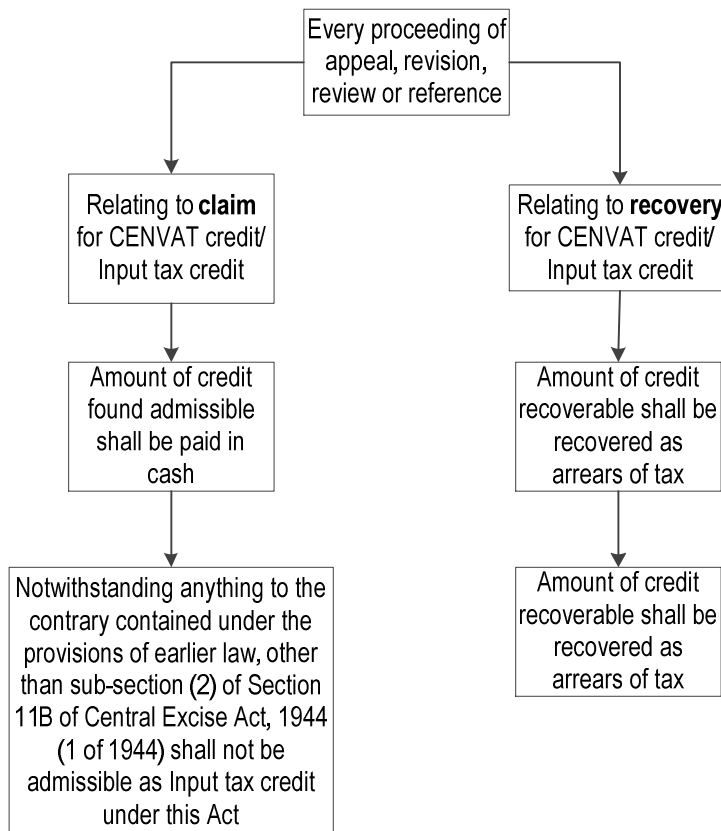 Every proceeding of
appeal, revision,
review or reference
Relating to claim
for CENVAT credit/
Input tax credit
Relating to recovery
for CENVAT credit/
Input tax credit
Amount of credit
found admissible
shall be paid in
cash
Amount of credit
recoverable shall be
recovered as
arrears of tax
Notwithstanding anything to the
contrary contained under the
provisions of earlier law, other
than sub-section (2) of Section
11B of Central Excise Act, 1944
(1 of 1944) shall not be
admissible as Input tax credit
under this Act
Amount of credit
recoverable shall be
recovered as
arrears of tax